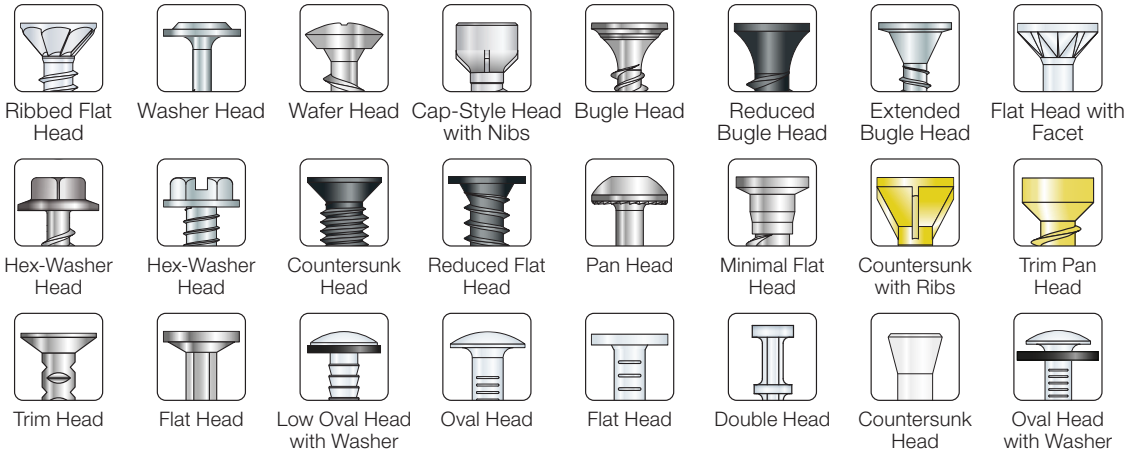 Ribbed Flat
Head
Washer Head
Wafer Head
Cap-Style Head
with Nibs
Bugle Head
Reduced
Bugle Head
Extended
Bugle Head
Flat Head with
Facet
Hex-Washer
Head
Hex-Washer
Head
Countersunk
Head
Reduced Flat
Head
Pan Head
Minimal Flat
Head
Countersunk
with Ribs
Trim Pan
Head
Trim Head
Flat Head
Low Oval Head
with Washer
Oval Head
Flat Head
Double Head
Countersunk
Head
Oval Head
with Washer